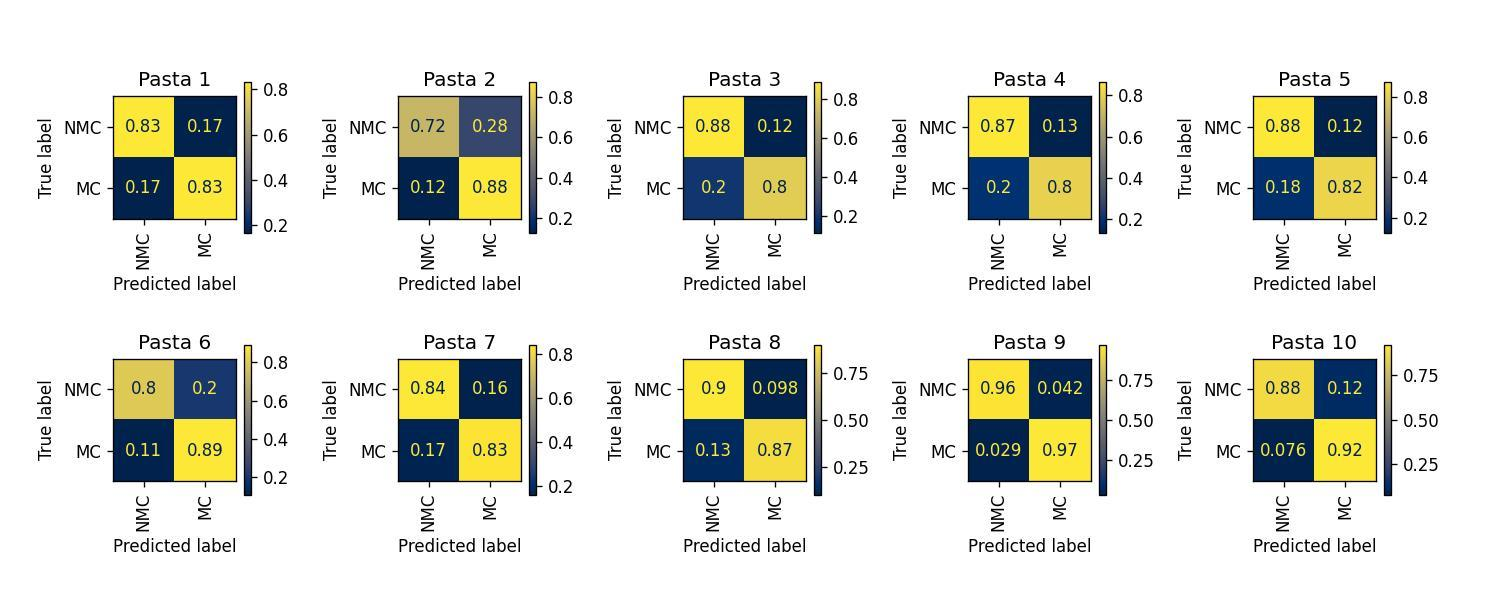 Pasta 1
True label
NMC 0.83 0.17
MC 0.17 0.83
NMC MC
Predicted label
0.8
0.6
0.4
0.2
Pasta 2
True label
NMC 0.72 0.28
MC 0.12 0.88
NMC MC
Predicted label
0.8
0.6
0.4
0.2
Pasta 3
True label
NMC 0.88 0.12
MC 0.2 0.8
NMC MC
Predicted label
0.8
0.6
0.4
0.2
Pasta 4
True label
NMC 0.87 0.13
MC 0.2 0.8
NMC MC
Predicted label
0.8
0.6
0.4
0.2
Pasta 5
True label
NMC 0.88 0.12
MC 0.18 0.82
NMC MC
Predicted label
0.8
0.6
0.4
0.2
Pasta 6
True label
NMC 0.8 0.2
MC 0.11 0.89
NMC MC
Predicted label
0.8
0.6
0.4
0.2
Pasta 7
True label
NMC 0.84 0.16
MC 0.17 0.83
NMC MC
Predicted label
0.8
0.6
0.4
0.2
Pasta 8
True label
NMC 0.9 0.098
MC 0.13 0.87
NMC MC
Predicted label
0.75
0.50
0.25
Pasta 9
True label
NMC 0.96 0.042
MC 0.029 0.97
NMC MC
Predicted label
0.75
0.50
0.25
Pasta 10
True label
NMC 0.88 0.12
MC 0.076 0.92
NMC MC
Predicted label
0.75
0.50
0.25